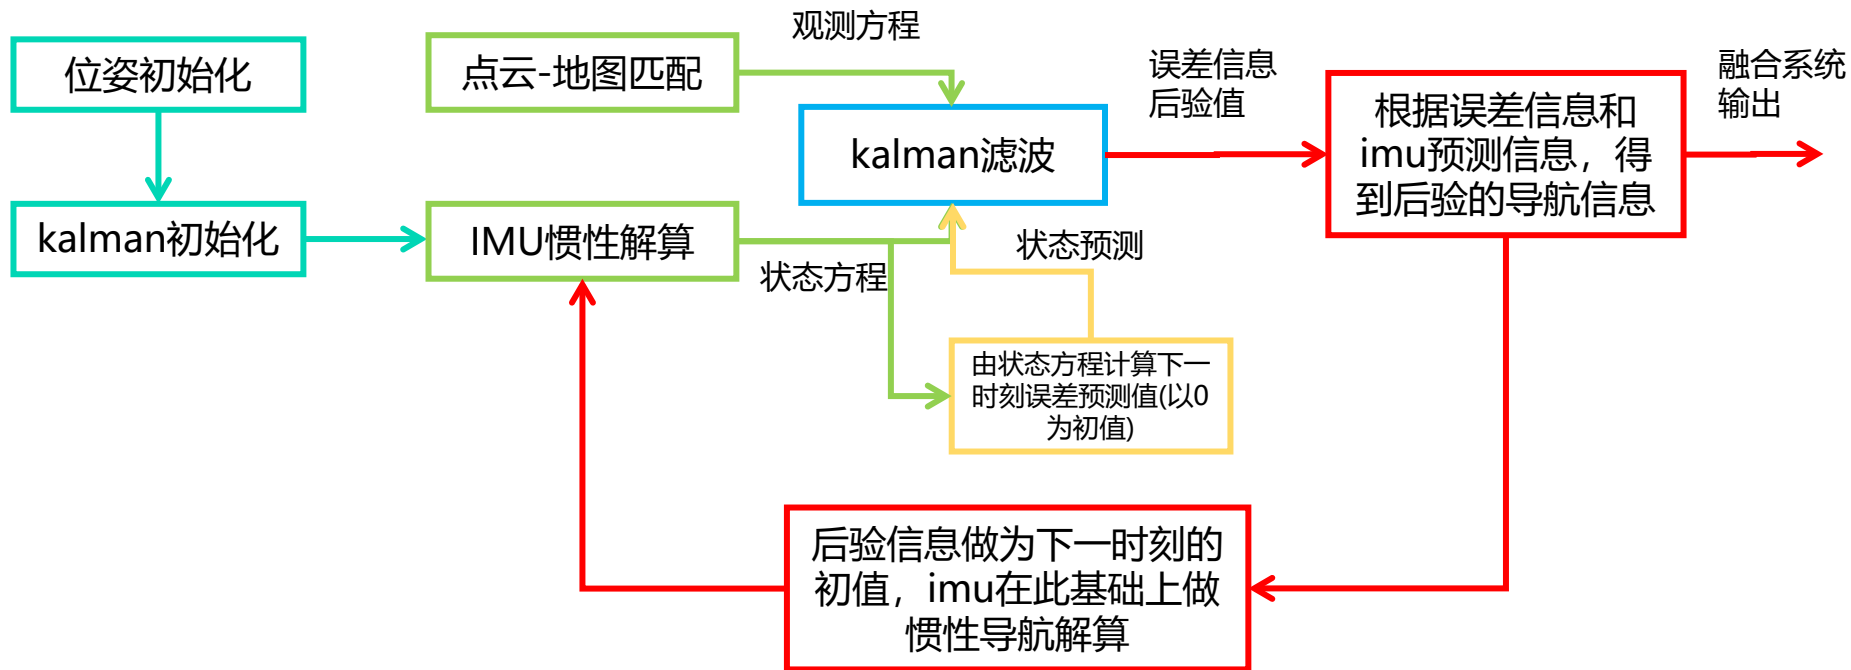 观测方程
位姿初始化
点云-地图匹配
误差信息
后验值
融合系统
输出
根据误差信息和
imu预测信息，得
到后验的导航信息
kalman滤波
kalman初始化
IMU惯性解算
状态方程
状态预测
由状态方程计算下一
时刻误差预测值(以0
为初值)
后验信息做为下一时刻的
初值，imu在此基础上做
惯性导航解算